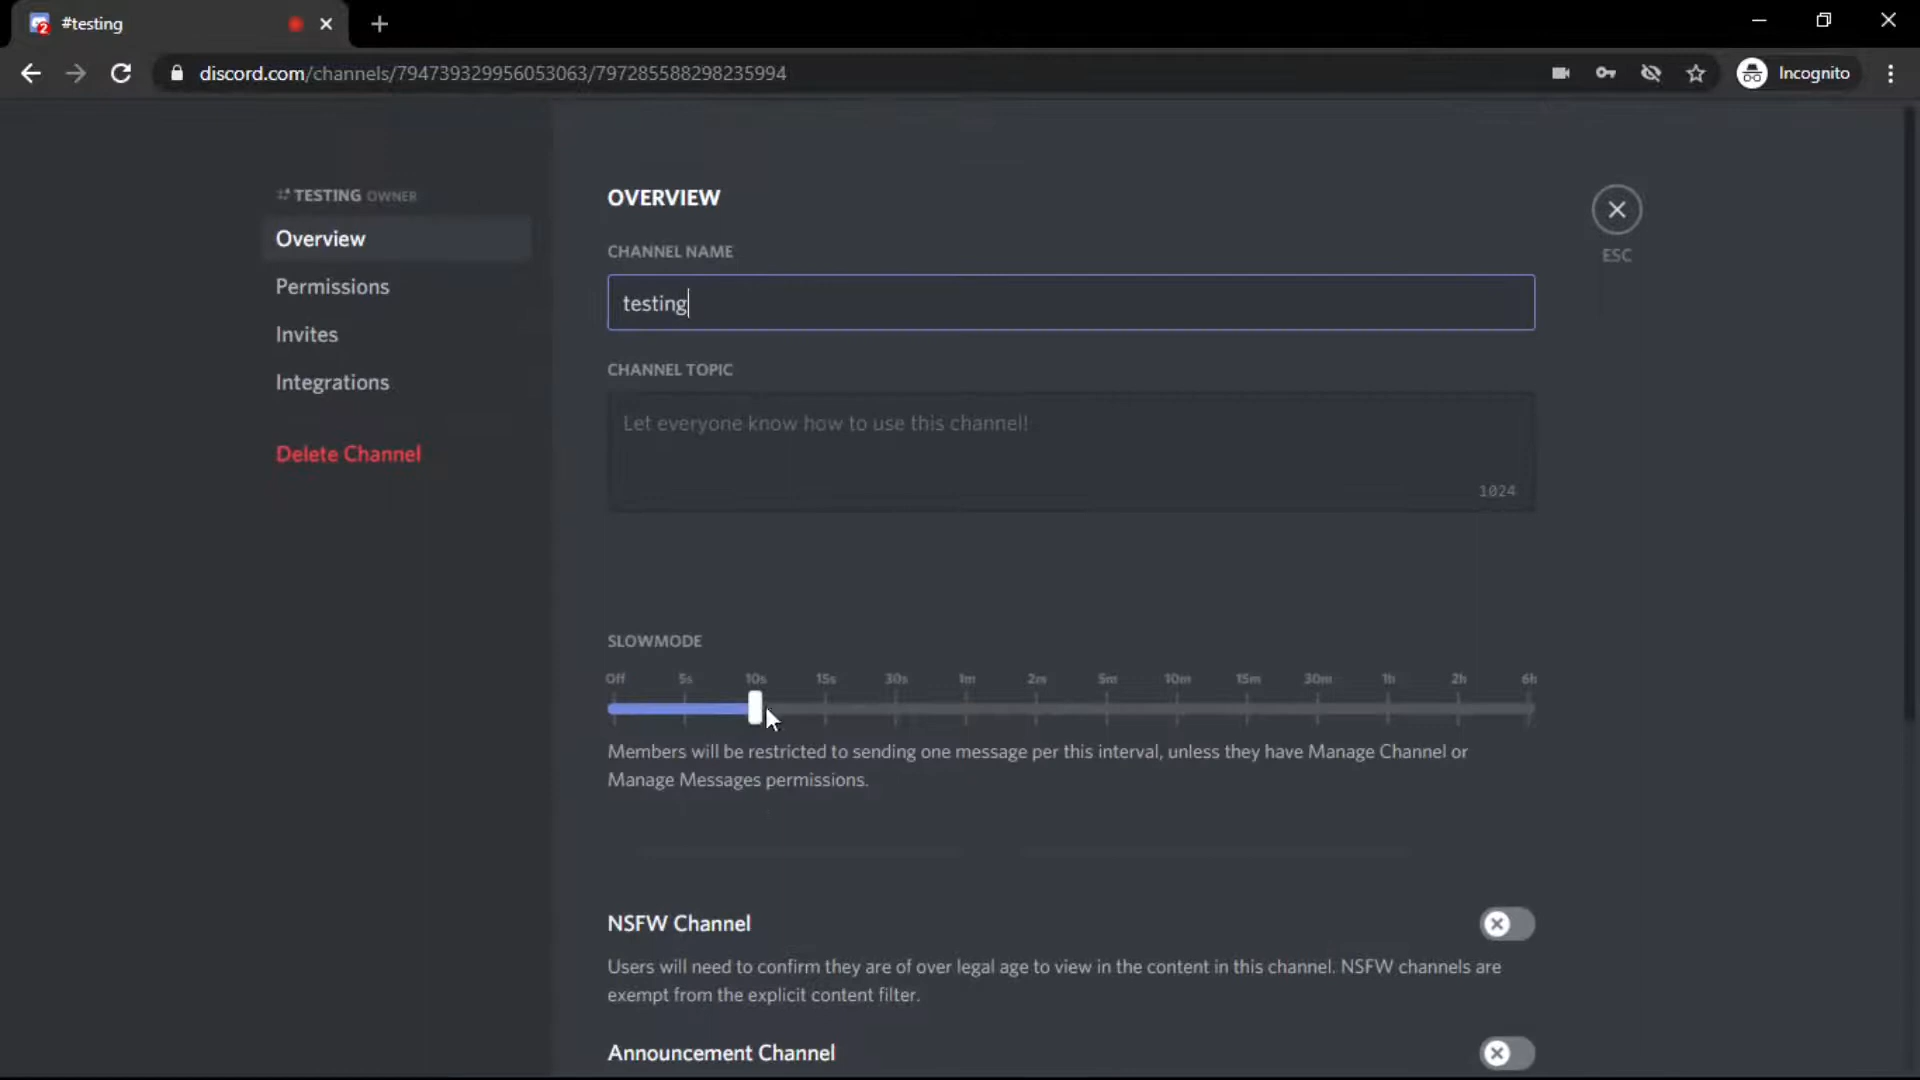 #testing
discord.com/channels/794739329956053063/797285588298235994
Incognito
TESTING OWNER
Overview
Permissions
Invites
Integrations
Delete Channel
OVERVIEW
ESC
CHANNEL NAME
testing
CHANNEL TOPIC
Let everyone know how to use this channel!
1024
SLOWMODE
Off 5s 10s 15s 30s 1m 2m 5m 10m 15m 30m 1h 2h 6h
Members will be restricted to sending one message per this interval, unless they have Manage Channel or
Manage Messages permissions.
NSFW Channel
Users will need to confirm they are of over legal age to view in the content in this channel. NSFW channels are
exempt from the explicit content filter.
Announcement Channel